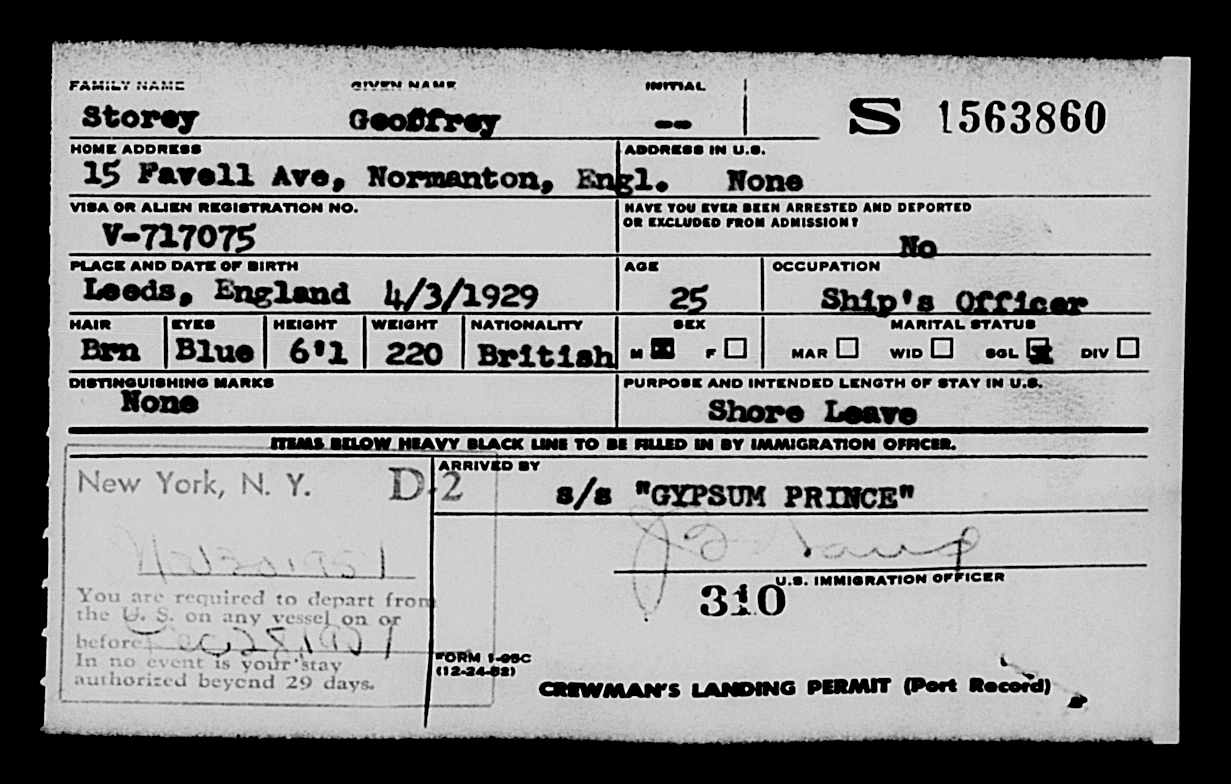 FAMILY NAME GIVEN NAME INITIAL
Storey Geoffrey -- S 1563860
HOME ADDRESS ADDRESS IN U.S.
15 Favell Ave, Normanton, Engl. None
VISA OR ALIEN REGISTRATION NO. HAVE YOU EVER BEEN ARRESTED AND DEPORTED
OR EXCLUDED FROM ADMISSION?
V-717075 No
PLACE AND DATE OF BIRTH AGE OCCUPATION
Leeds, England 4/3/1929 25 Ship's Officer
HAIR EYES HEIGHT WEIGHT NATIONALITY SEX MARITAL STATUS
Brn Blue 6'1 220 British M F MAR WID SGL DIV
DISTINGUISHING MARKS PURPOSE AND INTENDED LENGTH OF STAY IN U.S.
None Shore Leave
ITEMS BELOW HEAVY BLACK LINE TO BE FILLED IN BY IMMIGRATION OFFICER.
New York, N. Y. D-2 ARRIVED BY
s/s "GYPSUM PRINCE"
U.S. IMMIGRATION OFFICER
310
You are required to depart from
the U. S. on any vessel on or
before
In no event is your stay
authorized beyond 29 days.
FORM I-95C
(12-24-52)
CREWMAN'S LANDING PERMIT (Port Record)